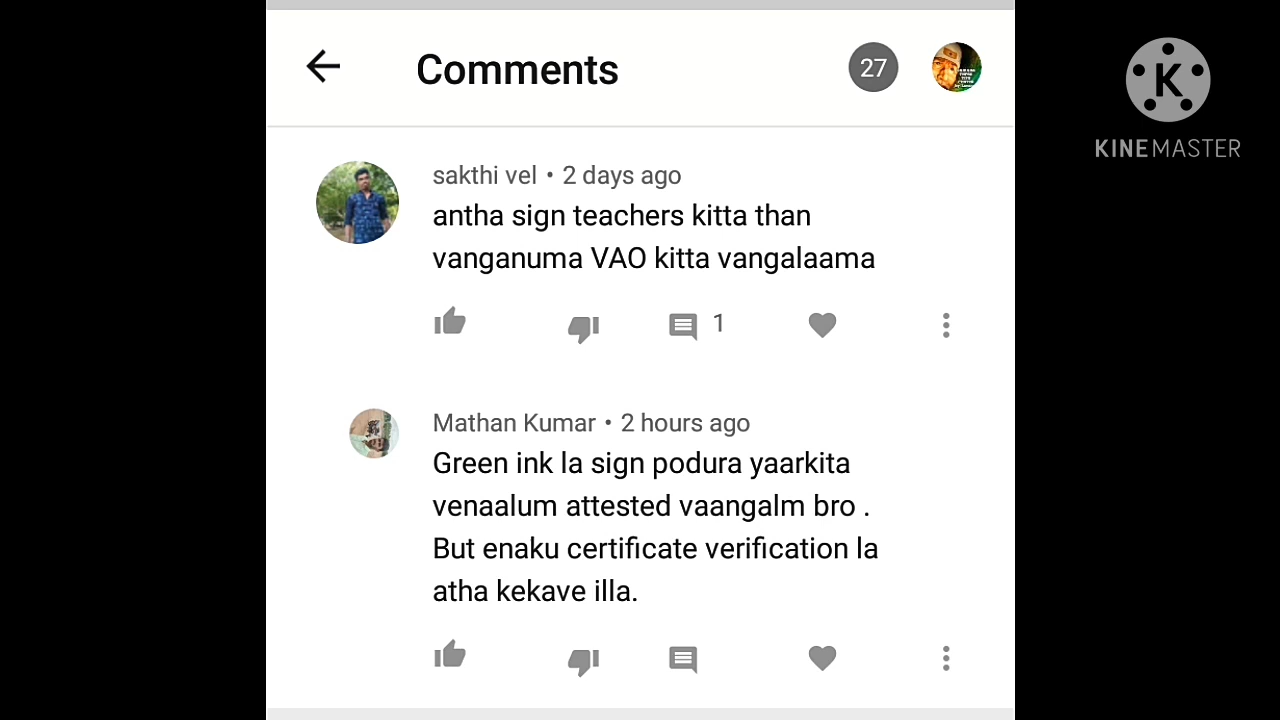 Comments
27
sakthi vel • 2 days ago
antha sign teachers kitta than
vanganuma VAO kitta vangalaama
1
Mathan Kumar • 2 hours ago
Green ink la sign podura yaarkita
venaalum attested vaangalm bro .
But enaku certificate verification la
atha kekave illa.
K
KINEMASTER